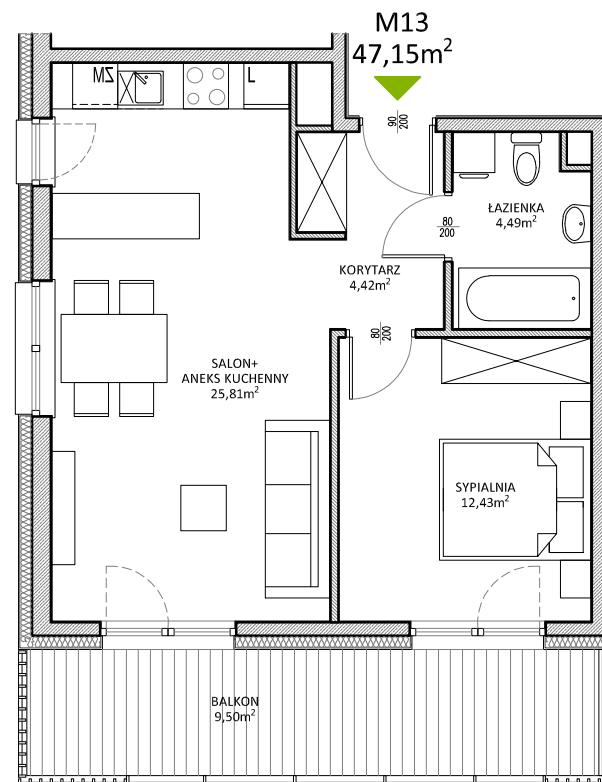 M13
47,15m²
ZM
L
90
200
ŁAZIENKA
4,49m²
80
200
KORYTARZ
4,42m²
80
200
SALON+
ANEKS KUCHENNY
25,81m²
SYPIALNIA
12,43m²
BALKON
9,50m²